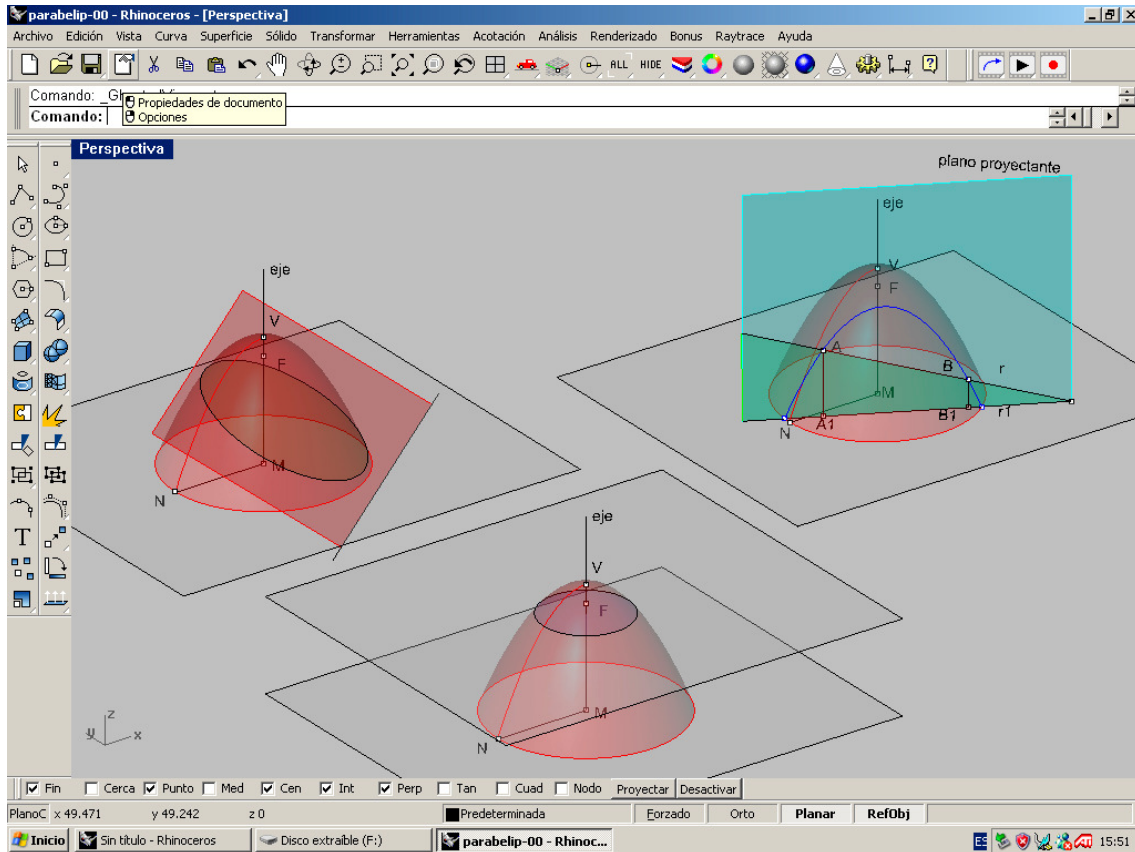 parabelip-00 - Rhinoceros - [Perspectiva]
Archivo Edición Vista Curva Superficie Sólido Transformar Herramientas Acotación Análisis Renderizado Bonus Raytrace Ayuda
ALL HIDE
Comando: _Gh
Propiedades de documento
Comando: Opciones
Perspectiva
plano proyectante
eje
V
F
A
B
r
M
N
A1
B1
r1
eje
V
F
M
N
eje
V
F
M
N
z
y
x
T
Fin Cerca Punto Med Cen Int Perp Tan Cuad Nodo Proyectar Desactivar
PlanoC x 49.471 y 49.242 z 0 Predeterminada Forzado Orto Planar RefObj
Inicio Sin título - Rhinoceros Disco extraíble (F:) parabelip-00 - Rhinoc... ES 15:51